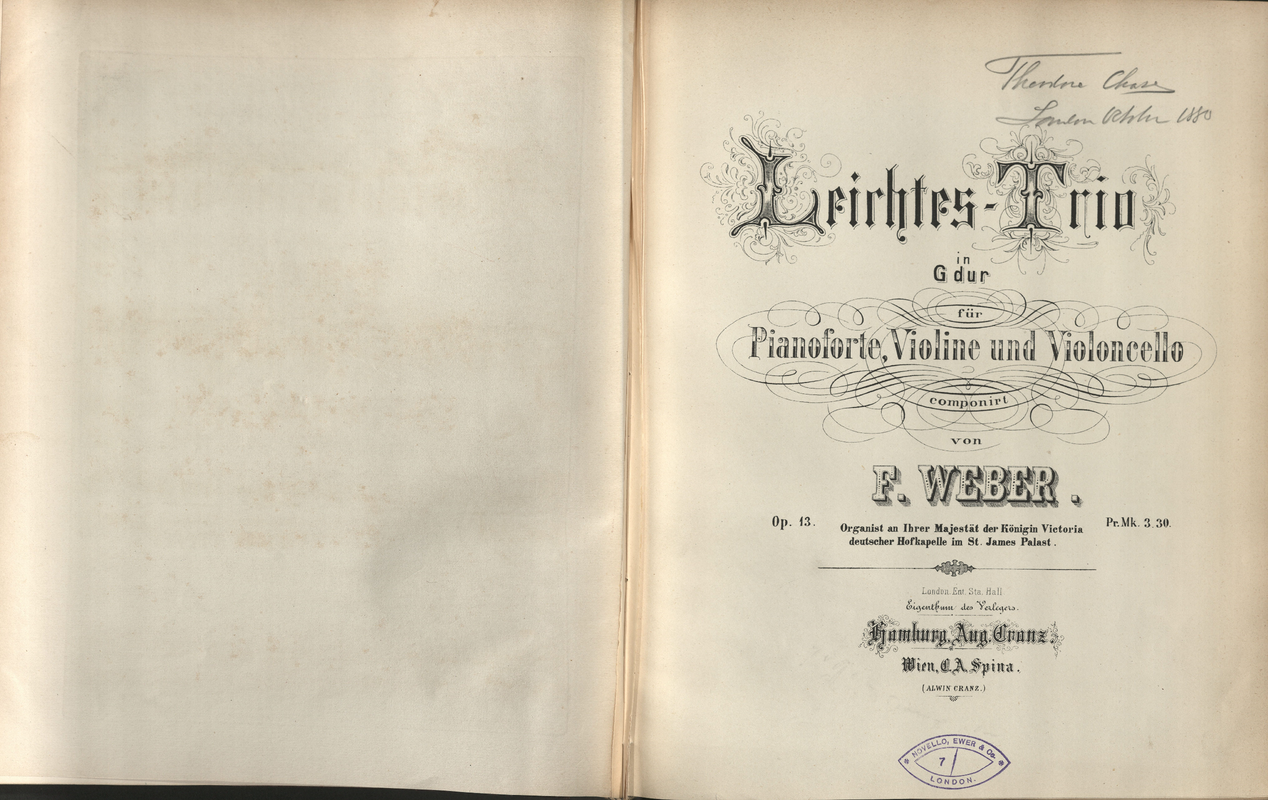 Theodore Chase
London October 1880
Leichtes-Trio
in
G dur
für
Pianoforte, Violine und Violoncello
componirt
von
F. WEBER.
Op. 13.
Organist an Ihrer Majestät der Königin Victoria
deutscher Hofkapelle im St. James Palast.
Pr. Mk. 3,30.
London Ent. Sta. Hall.
Eigenthum des Verlegers.
Hamburg, Aug. Cranz.
Wien, C. A. Spina.
(ALWIN CRANZ.)
NOVELLO, EWER & Co.
7/
LONDON.